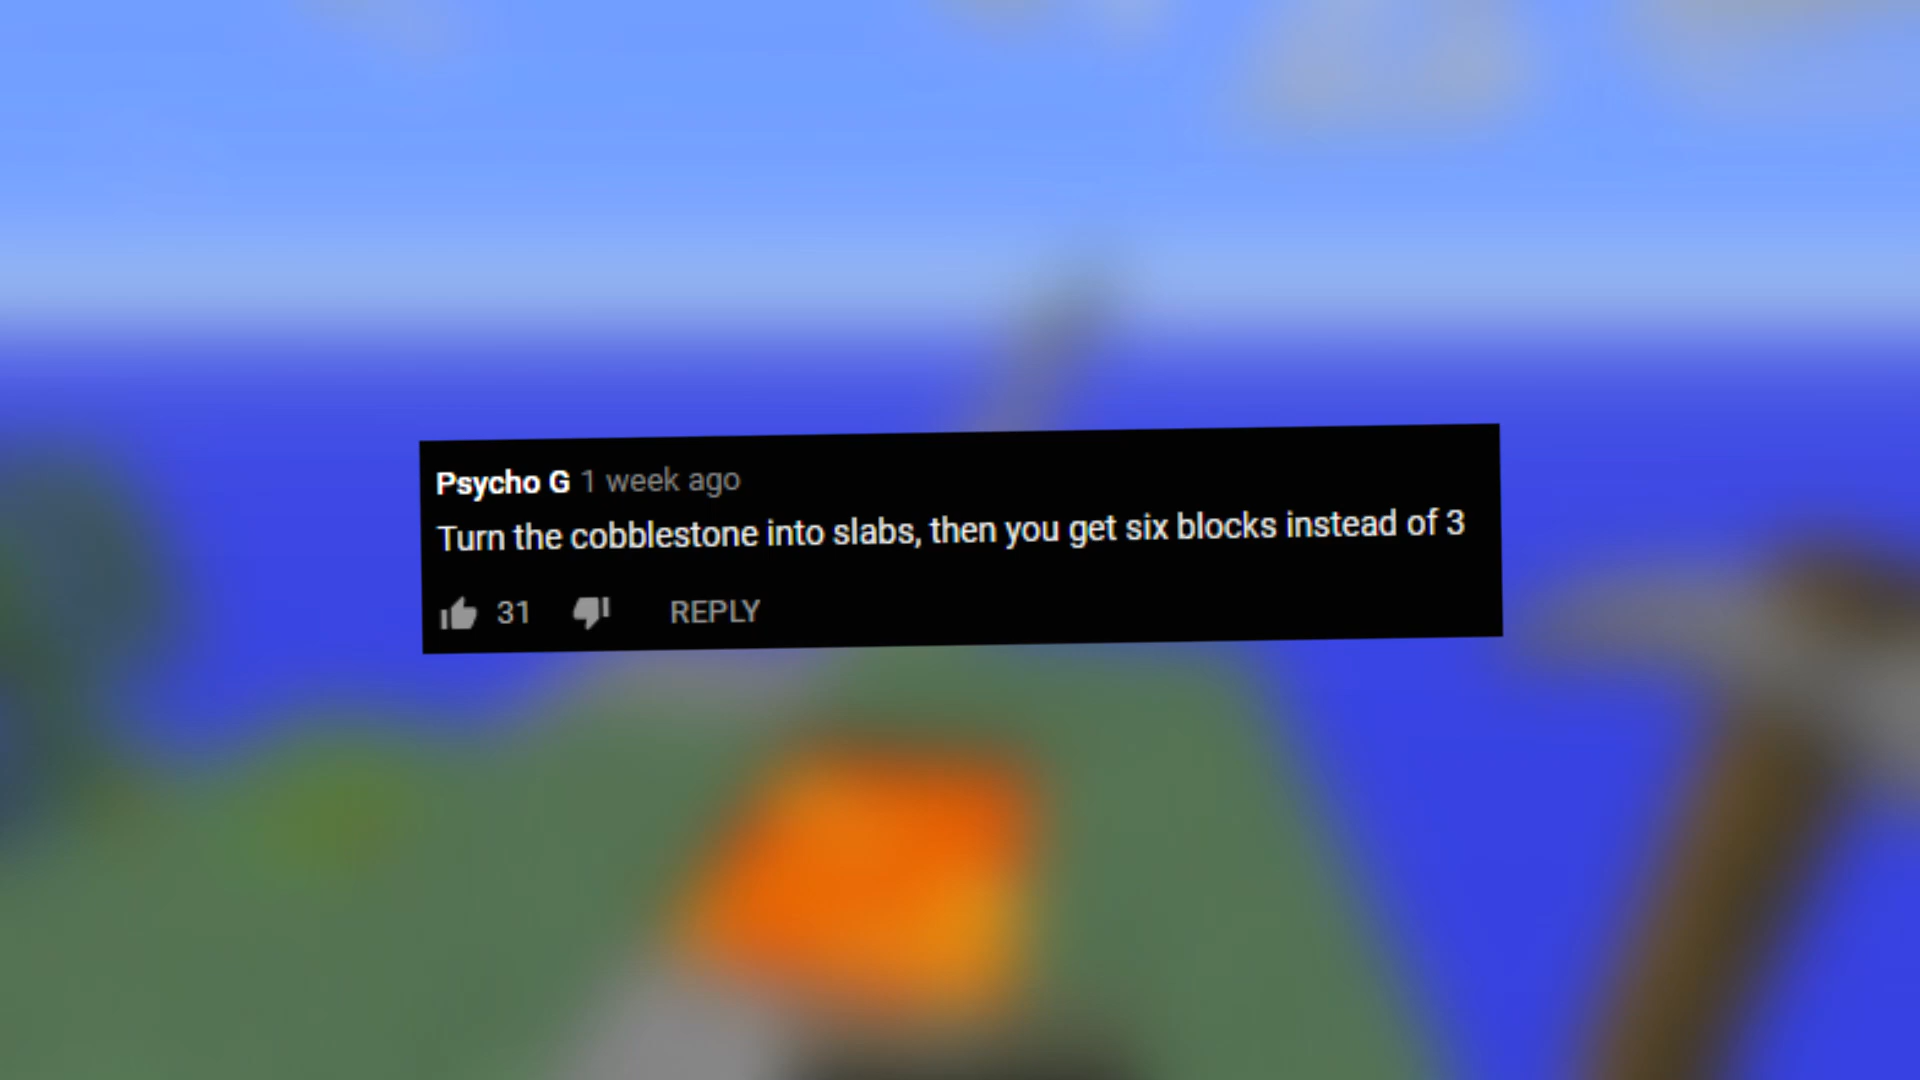 Psycho G 1 week ago
Turn the cobblestone into slabs, then you get six blocks instead of 3
31 REPLY